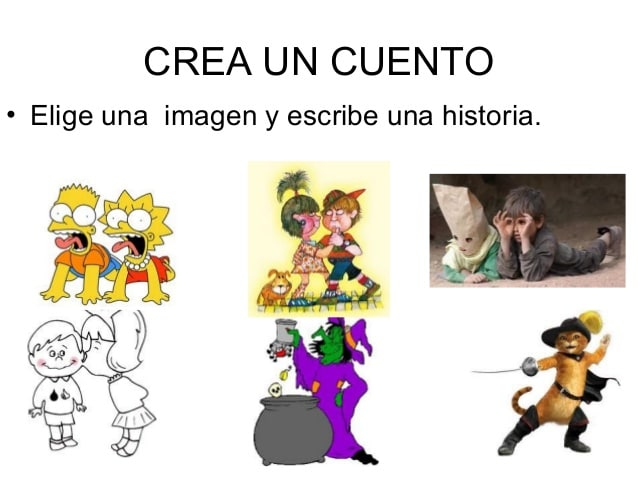 CREA UN CUENTO
• Elige una imagen y escribe una historia.